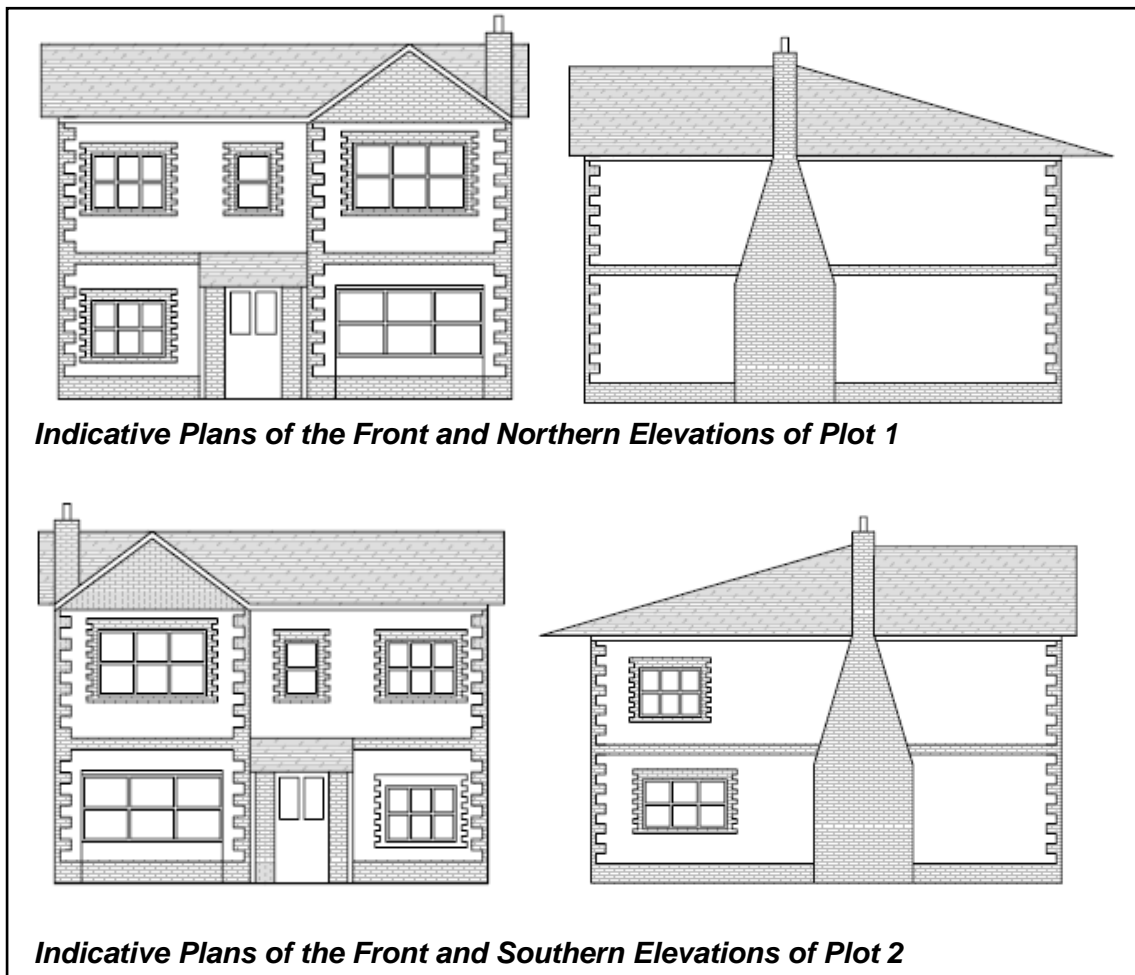 Indicative Plans of the Front and Northern Elevations of Plot 1
Indicative Plans of the Front and Southern Elevations of Plot 2